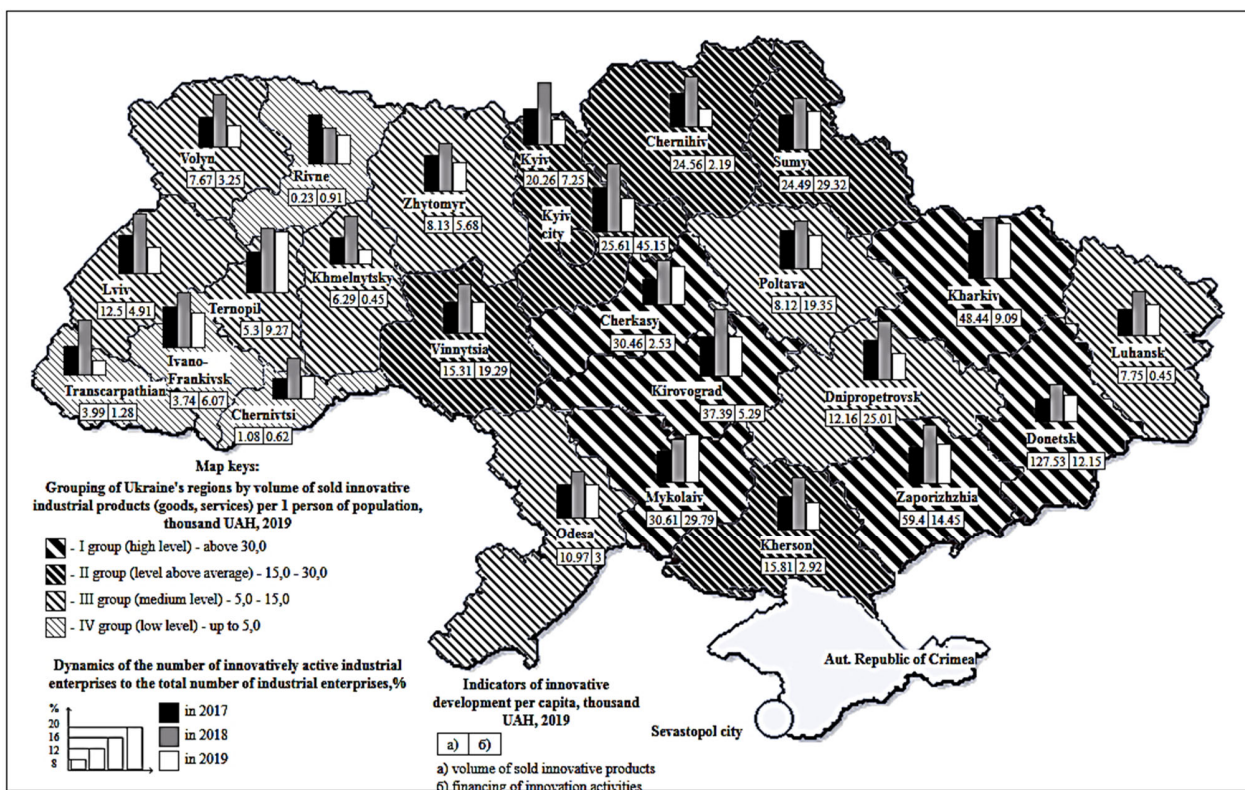 Volyn
7.67 3.25
Rivne
0.23 0.91
Zhytomyr
8.13 5.68
Kyiv
20.26 7.25
Chernihiv
24.56 2.19
Sumy
24.49 29.32
Kyiv
city
25.61 45.15
Lviv
12.5 4.91
Ternopil
5.3 9.27
Khmelnytsky
6.29 0.45
Vinnytsia
15.31 19.29
Cherkasy
30.46 2.53
Poltava
8.12 19.35
Kharkiv
48.44 9.09
Luhansk
7.75 0.45
Transcarpathian
3.99 1.28
Ivano-
Frankivsk
3.74 6.07
Chernivtsi
1.08 0.62
Kirovograd
37.39 5.29
Dnipropetrovsk
12.16 25.01
Donetsk
127.53 12.15
Odesa
10.97 3
Mykolaiv
30.61 29.79
Kherson
15.81 2.92
Zaporizhzhia
59.4 14.45
Aut. Republic of Crimea
Sevastopol city
Map keys:
Grouping of Ukraine's regions by volume of sold innovative
industrial products (goods, services) per 1 person of population,
thousand UAH, 2019
- I group (high level) - above 30,0
- II group (level above average) - 15,0 - 30,0
- III group (medium level) - 5,0 - 15,0
- IV group (low level) - up to 5,0
Dynamics of the number of innovatively active industrial
enterprises to the total number of industrial enterprises,%
%
20
16
12
8
in 2017
in 2018
in 2019
Indicators of innovative
development per capita, thousand
UAH, 2019
а) б)
а) volume of sold innovative products
б) financing of innovation activities